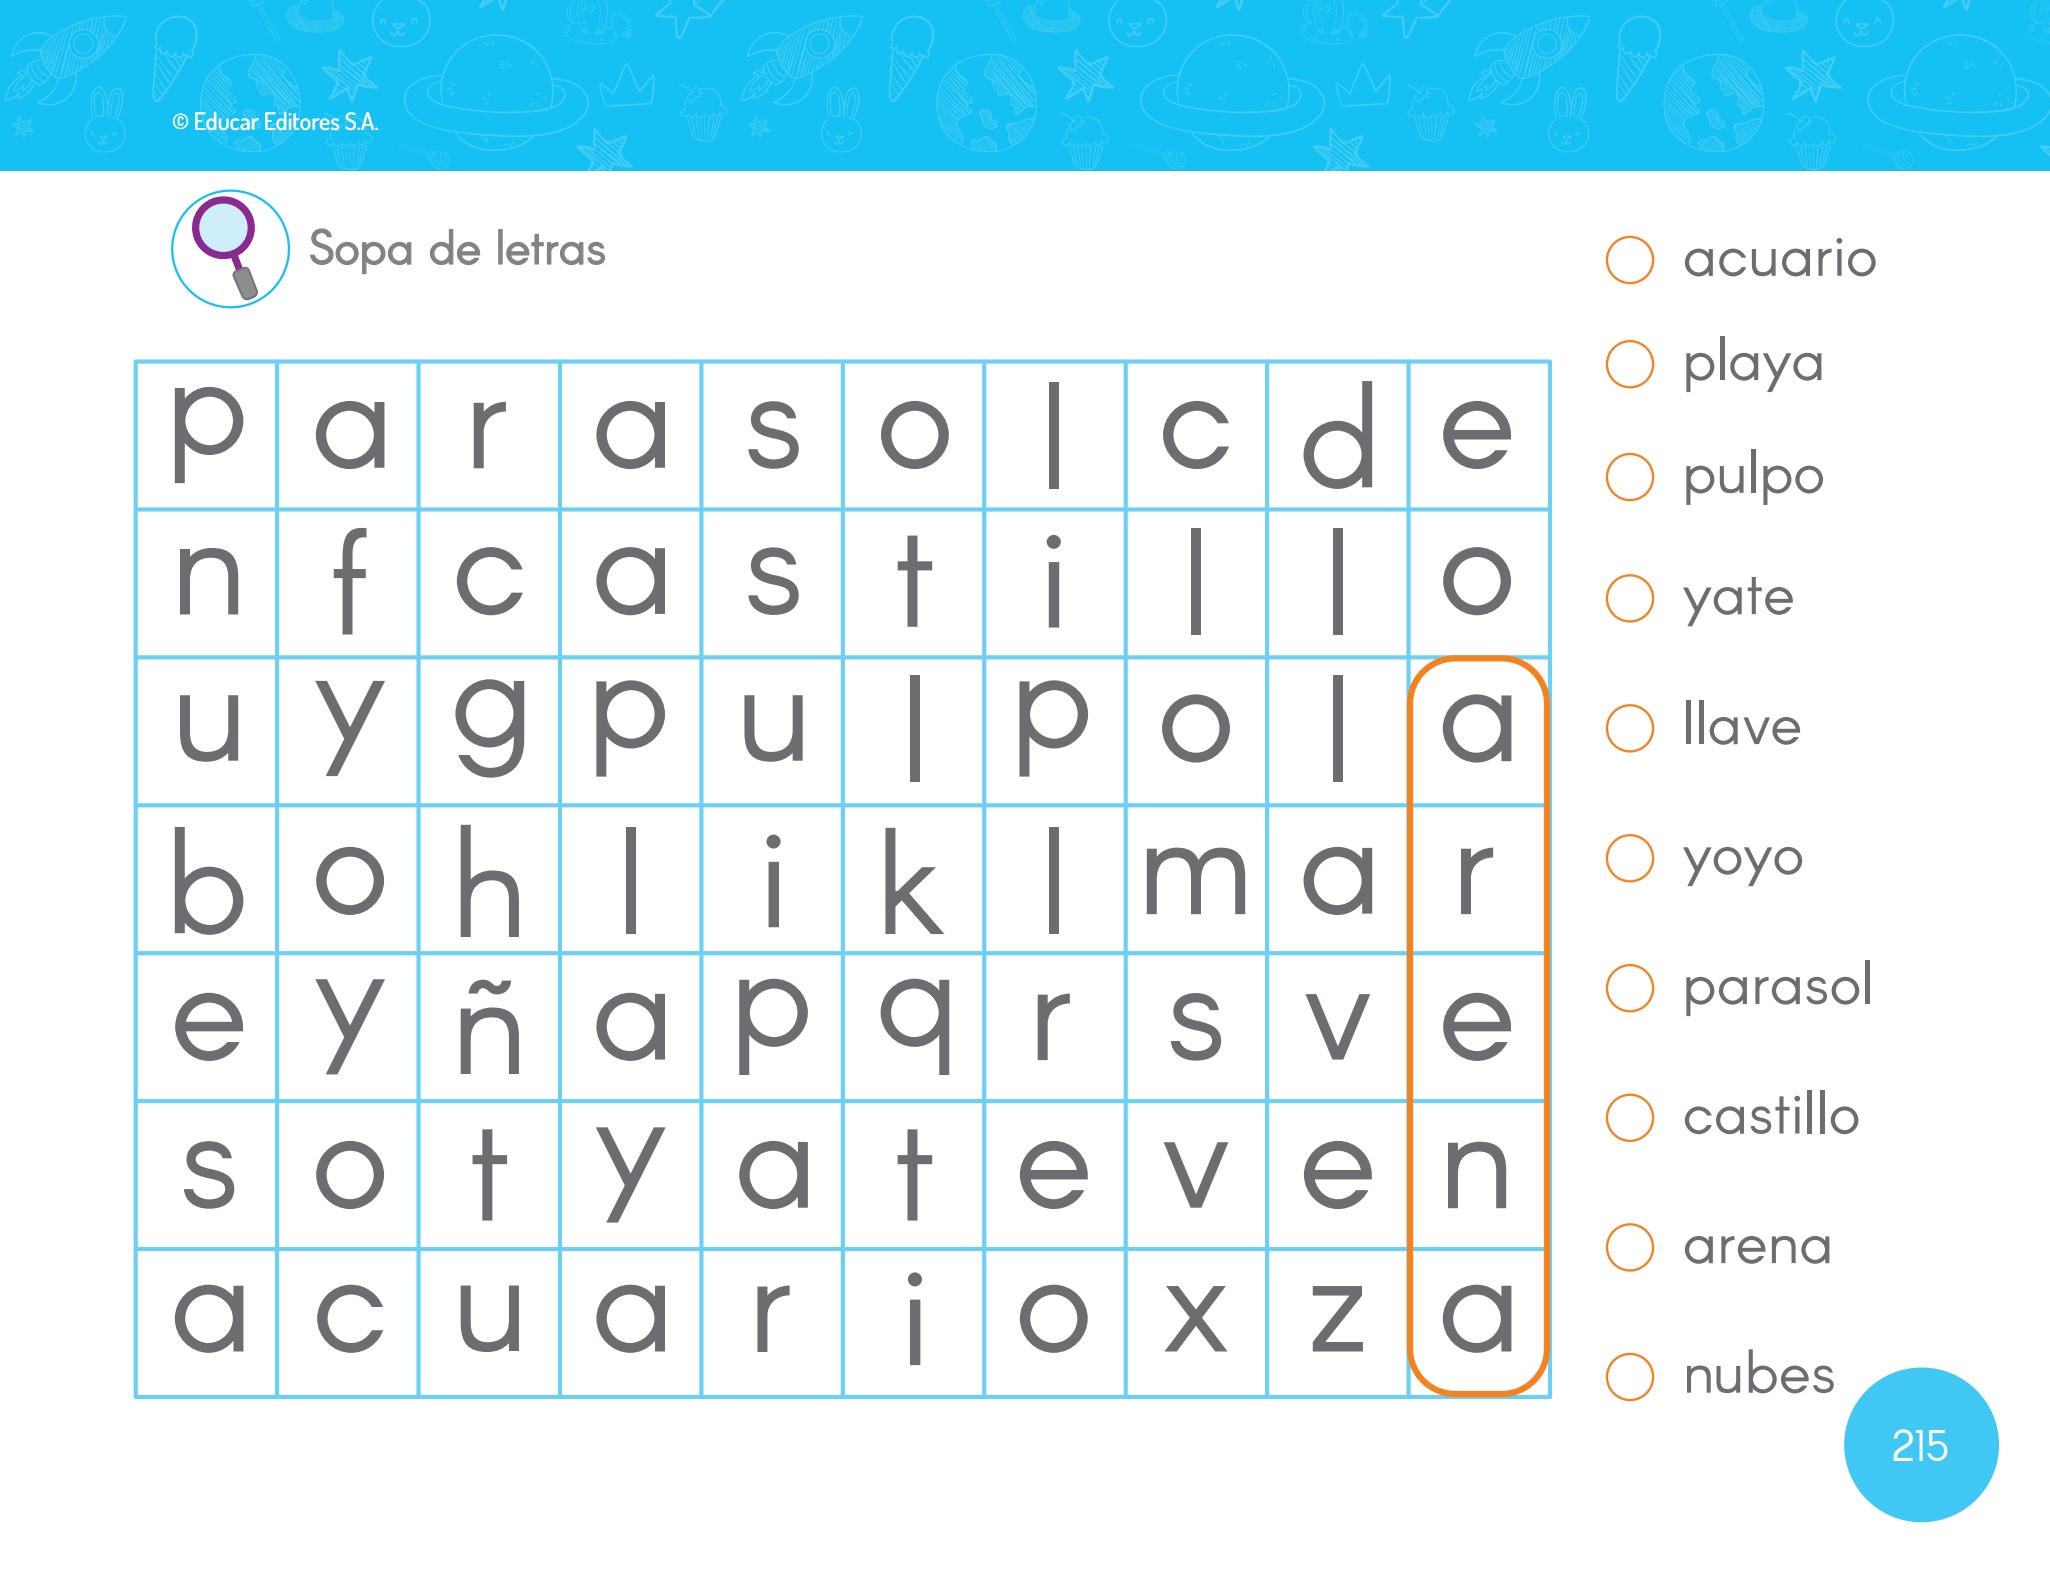 © Educar Editores S.A.
Sopa de letras
p a r a s o l c d e
n f c a s t i l l o
u y g p u l p o l a
b o h l i k l m a r
e y ñ a p q r s v e
s o t y a t e v e n
a c u a r i o x z a
acuario
playa
pulpo
yate
llave
yoyo
parasol
castillo
arena
nubes
215